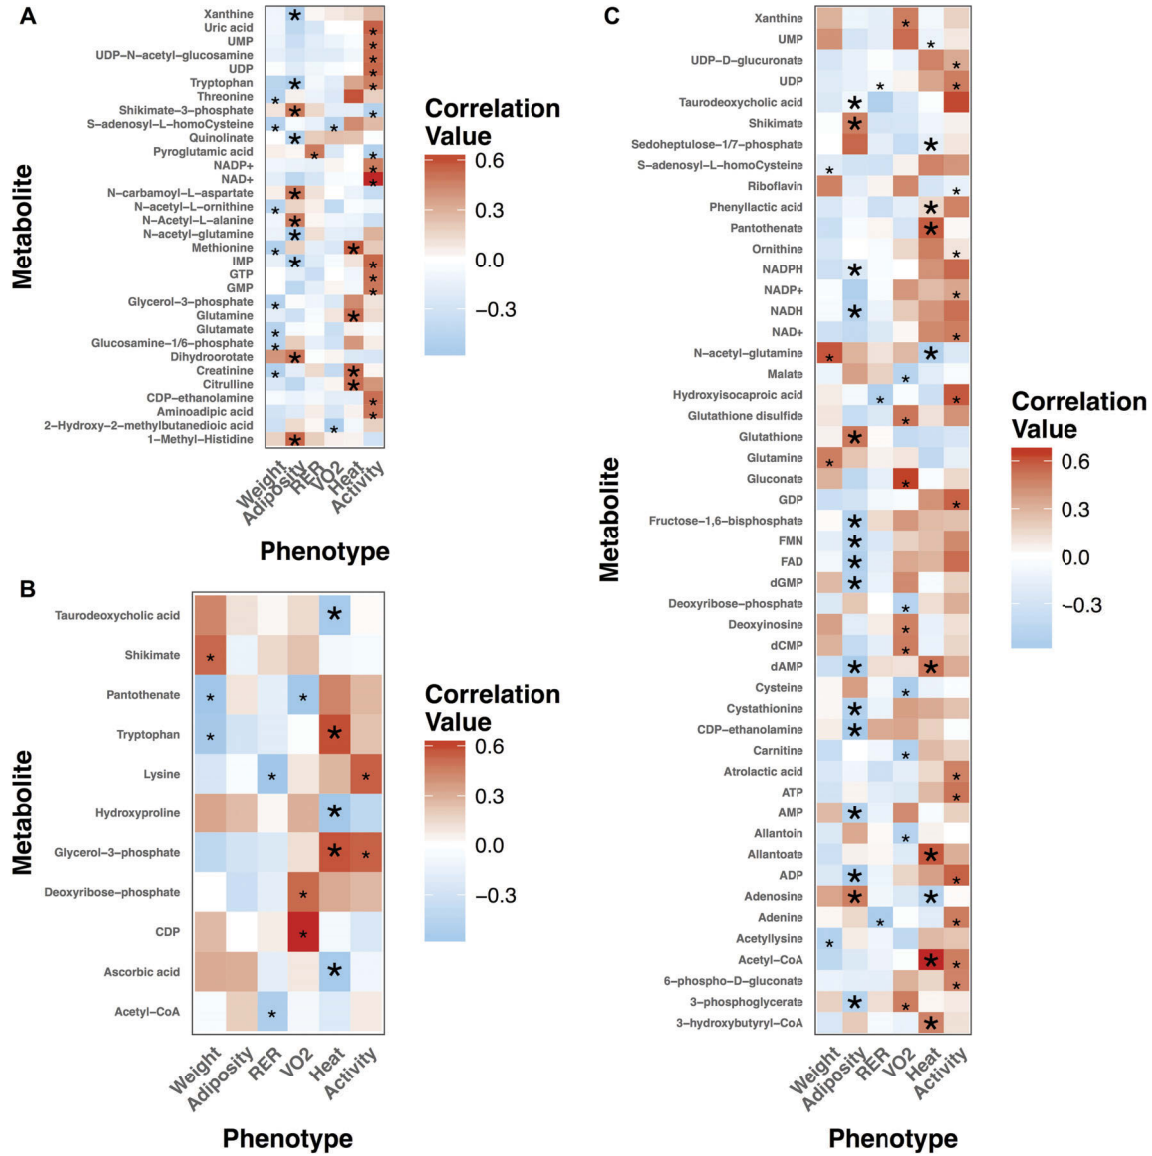 A
Xanthine
Uric acid
UMP
UDP−N−acetyl−glucosamine
UDP
Tryptophan
Threonine
Shikimate−3−phosphate
S−adenosyl−L−homoCysteine
Quinolinate
Pyroglutamic acid
NADP+
NAD+
N−carbamoyl−L−aspartate
N−acetyl−L−ornithine
N−Acetyl−L−alanine
N−acetyl−glutamine
Methionine
IMP
GTP
GMP
Glycerol−3−phosphate
Glutamine
Glutamate
Glucosamine−1/6−phosphate
Dihydroorotate
Creatinine
Citrulline
CDP−ethanolamine
Aminoadipic acid
2−Hydroxy−2−methylbutanedioic acid
1−Methyl−Histidine
Metabolite
Weight
Adiposity
RER
VO2
Heat
Activity
Phenotype
Correlation
Value
0.6
0.3
0.0
−0.3
B
Taurodeoxycholic acid
Shikimate
Pantothenate
Tryptophan
Lysine
Hydroxyproline
Glycerol−3−phosphate
Deoxyribose−phosphate
CDP
Ascorbic acid
Acetyl−CoA
Metabolite
Weight
Adiposity
RER
VO2
Heat
Activity
Phenotype
Correlation
Value
0.6
0.3
0.0
−0.3
C
Xanthine
UMP
UDP−D−glucuronate
UDP
Taurodeoxycholic acid
Shikimate
Sedoheptulose−1/7−phosphate
S−adenosyl−L−homoCysteine
Riboflavin
Phenyllactic acid
Pantothenate
Ornithine
NADPH
NADP+
NADH
NAD+
N−acetyl−glutamine
Malate
Hydroxyisocaproic acid
Glutathione disulfide
Glutathione
Glutamine
Gluconate
GDP
Fructose−1,6−bisphosphate
FMN
FAD
dGMP
Deoxyribose−phosphate
Deoxyinosine
dCMP
dAMP
Cysteine
Cystathionine
CDP−ethanolamine
Carnitine
Atrolactic acid
ATP
AMP
Allantoin
Allantoate
ADP
Adenosine
Adenine
Acetyllysine
Acetyl−CoA
6−phospho−D−gluconate
3−phosphoglycerate
3−hydroxybutyryl−CoA
Metabolite
Weight
Adiposity
RER
VO2
Heat
Activity
Phenotype
Correlation
Value
0.6
0.3
0.0
−0.3